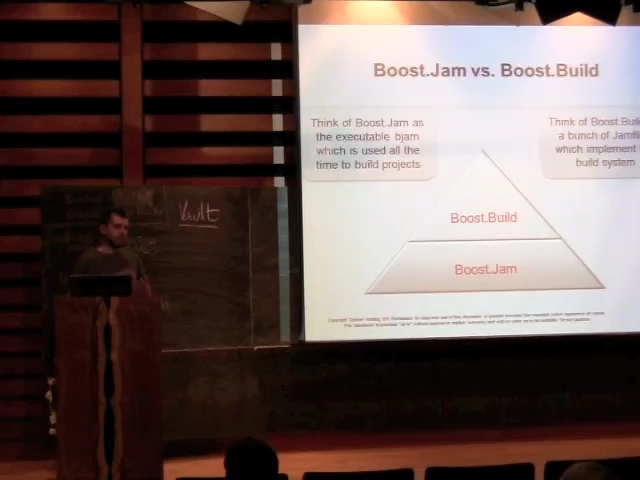 Boost.Jam vs. Boost.Build
Think of Boost.Jam as
the executable bjam
which is used all the
time to build projects
Think of Boost.Buil
a bunch of Jamfil
which implement
build system
Boost.Build
Boost.Jam
Vault